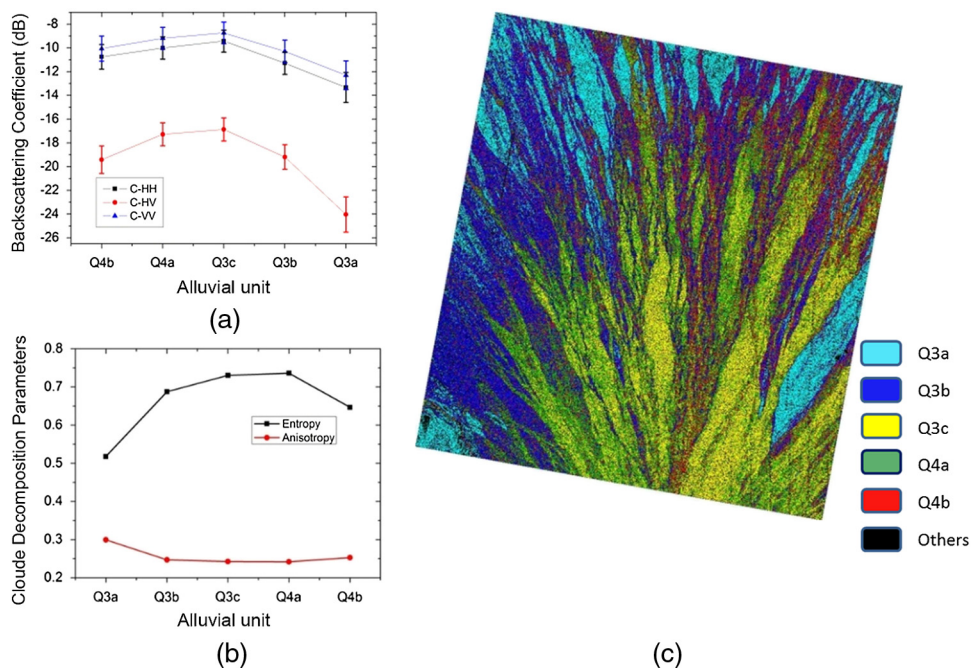 Backscattering Coefficient (dB)
-8
-10
-12
-14
-16
-18
-20
-22
-24
-26
C-HH
C-HV
C-VV
Q4b Q4a Q3c Q3b Q3a
Alluvial unit
(a)
Cloude Decomposition Parameters
0.8
0.7
0.6
0.5
0.4
0.3
0.2
Entropy
Anisotropy
Q3a Q3b Q3c Q4a Q4b
Alluvial unit
(b)
Q3a
Q3b
Q3c
Q4a
Q4b
Others
(c)